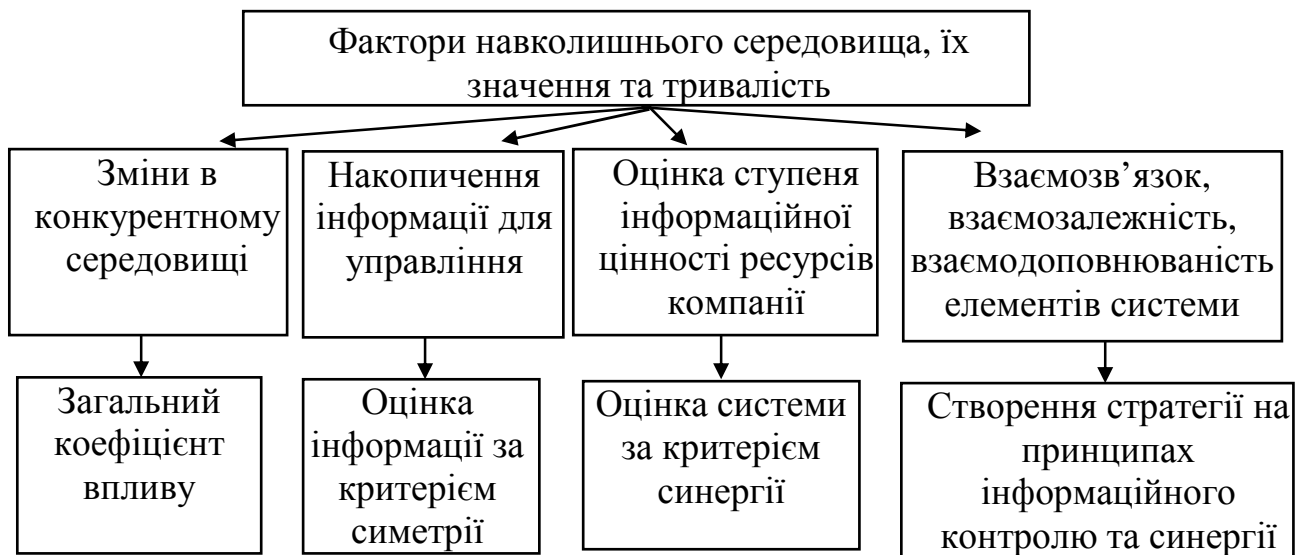 Фактори навколишнього середовища, їх
значення та тривалість
Зміни в
конкурентному
середовищі
Накопичення
інформації для
управління
Оцінка ступеня
інформаційної
цінності ресурсів
компанії
Взаємозв’язок,
взаємозалежність,
взаємодоповнюваність
елементів системи
Загальний
коефіцієнт
впливу
Оцінка
інформації за
критерієм
симетрії
Оцінка системи
за критерієм
синергії
Створення стратегії на
принципах
інформаційного
контролю та синергії